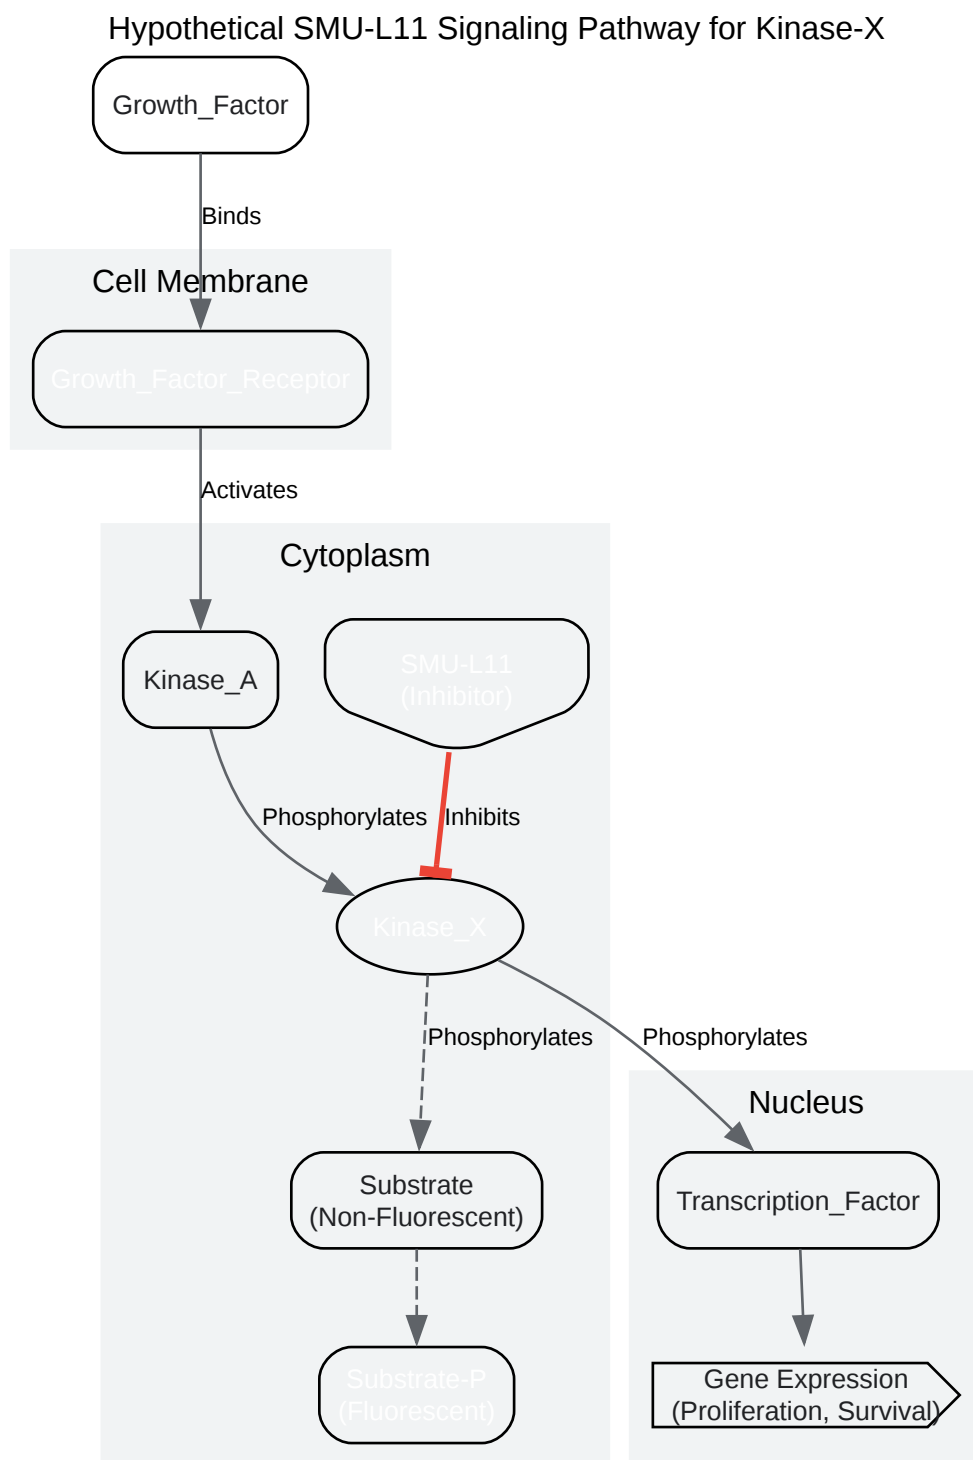 Hypothetical SMU-L11 Signaling Pathway for Kinase-X
Growth_Factor
Binds
Cell Membrane
Growth_Factor_Receptor
Activates
Cytoplasm
Kinase_A
SMU-L11
(Inhibitor)
Phosphorylates
Inhibits
Kinase_X
Phosphorylates
Phosphorylates
Nucleus
Substrate
(Non-Fluorescent)
Transcription_Factor
Substrate-P
(Fluorescent)
Gene Expression
(Proliferation, Survival)